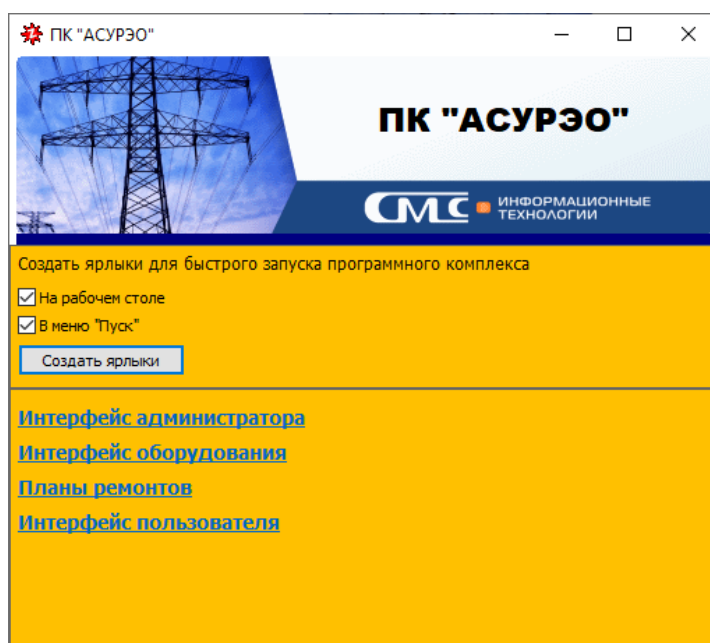 ПК "АСУРЭО"
ПК "АСУРЭО"
СМС ИНФОРМАЦИОННЫЕ
ТЕХНОЛОГИИ
Создать ярлыки для быстрого запуска программного комплекса
На рабочем столе
В меню "Пуск"
Создать ярлыки
Интерфейс администратора
Интерфейс оборудования
Планы ремонтов
Интерфейс пользователя